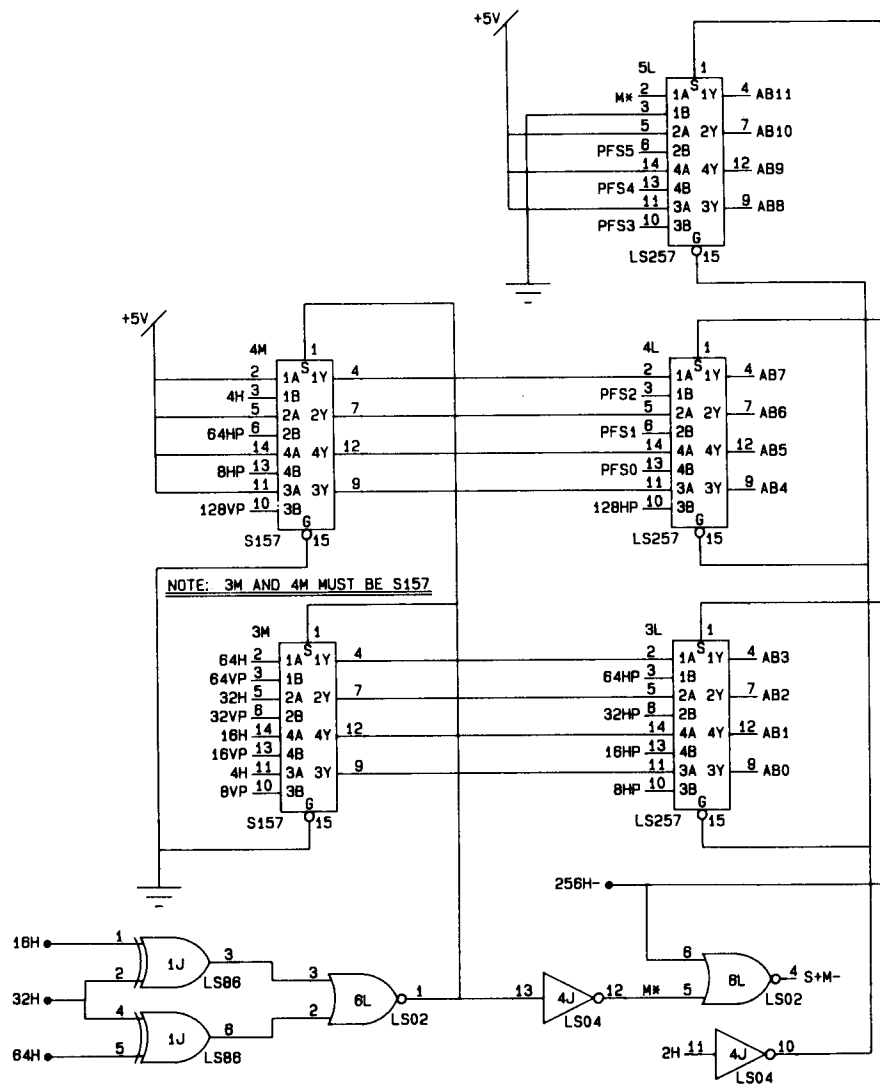 +5V
1
5L
S
M* 2 1A 1Y 4 AB11
3 1B
5 2A 2Y 7 AB10
PFS5 6 2B
14 4A 4Y 12 AB9
PFS4 13 4B
11 3A 3Y 9 AB8
PFS3 10 3B
G
LS257 15
+5V
4M 1
S
2 1A 1Y 4
4H 3 1B
5 2A 2Y 7
64HP 6 2B
14 4A 4Y 12
8HP 13 4B
11 3A 3Y 9
128VP 10 3B
G
S157 15
4L 1
S
2 1A 1Y 4 AB7
PFS2 3 1B
5 2A 2Y 7 AB6
PFS1 6 2B
14 4A 4Y 12 AB5
PFS0 13 4B
11 3A 3Y 9 AB4
128HP 10 3B
G
LS257 15
NOTE: 3M AND 4M MUST BE S157
3M 1
S
64H 2 1A 1Y 4
64VP 3 1B
32H 5 2A 2Y 7
32VP 6 2B
16H 14 4A 4Y 12
16VP 13 4B
4H 11 3A 3Y 9
8VP 10 3B
G
S157 15
3L 1
S
2 1A 1Y 4 AB3
64HP 3 1B
5 2A 2Y 7 AB2
32HP 6 2B
14 4A 4Y 12 AB1
16HP 13 4B
11 3A 3Y 9 AB0
8HP 10 3B
G
LS257 15
256H-
16H 1 1J 3
2 LS86
32H
4 1J 6
64H 5 LS86
3 6L 1
2 LS02
13 4J 12 M*
LS04
6 6L 4 S+M-
5 LS02
2H 11 4J 10
LS04